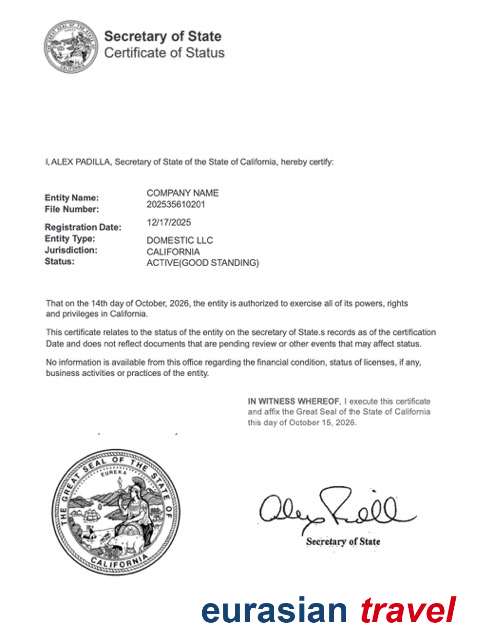 Secretary of State
Certificate of Status
I, ALEX PADILLA, Secretary of State of the State of California, hereby certify:
Entity Name: COMPANY NAME
File Number: 202535610201
Registration Date: 12/17/2025
Entity Type: DOMESTIC LLC
Jurisdiction: CALIFORNIA
Status: ACTIVE(GOOD STANDING)
That on the 14th day of October, 2026, the entity is authorized to exercise all of its powers, rights
and privileges in California.
This certificate relates to the status of the entity on the secretary of State.s records as of the certification
Date and does not reflect documents that are pending review or other events that may affect status.
No information is available from this office regarding the financial condition, status of licenses, if any,
business activities or practices of the entity.
IN WITNESS WHEREOF, I execute this certificate
and affix the Great Seal of the State of California
this day of October 15, 2026.
THE GREAT SEAL OF THE STATE OF CALIFORNIA
EUREKA
Secretary of State
eurasian travel